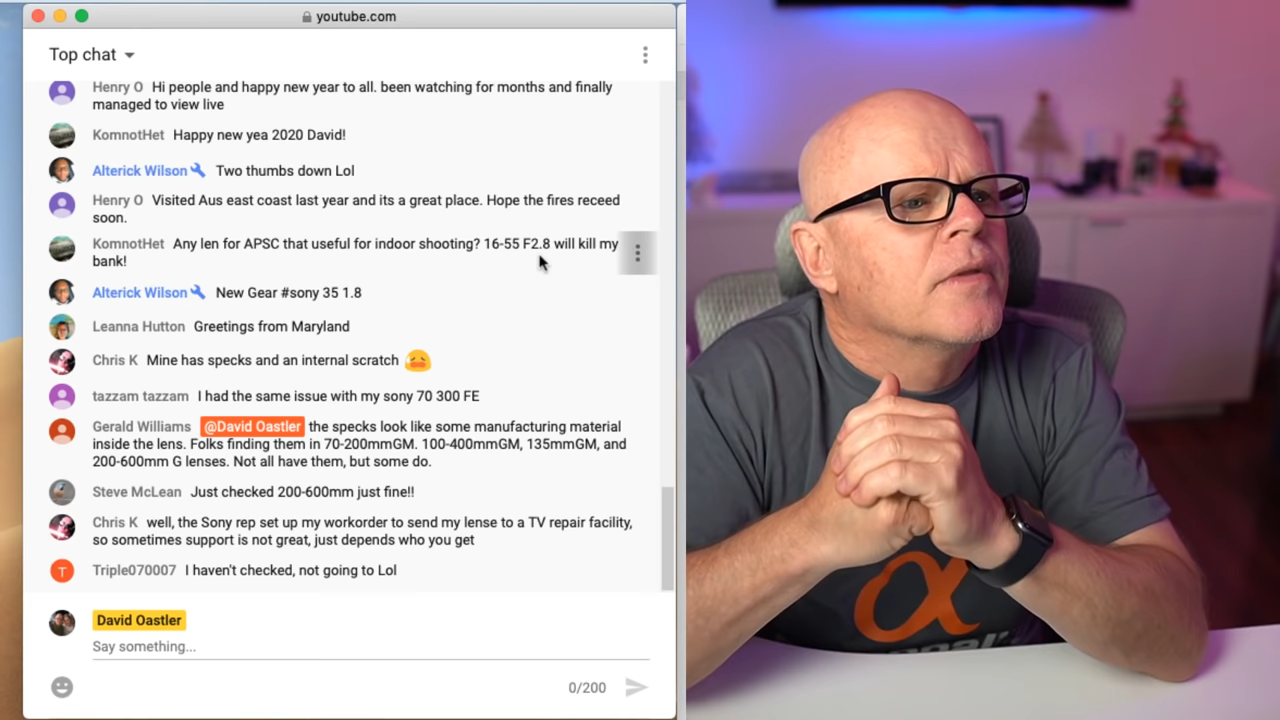 youtube.com
Top chat
Henry O Hi people and happy new year to all. been watching for months and finally
managed to view live
KomnotHet Happy new yea 2020 David!
Alterick Wilson Two thumbs down Lol
Henry O Visited Aus east coast last year and its a great place. Hope the fires receed
soon.
KomnotHet Any len for APSC that useful for indoor shooting? 16-55 F2.8 will kill my
bank!
Alterick Wilson New Gear #sony 35 1.8
Leanna Hutton Greetings from Maryland
Chris K Mine has specks and an internal scratch
tazzam tazzam I had the same issue with my sony 70 300 FE
Gerald Williams @David Oastler the specks look like some manufacturing material
inside the lens. Folks finding them in 70-200mmGM. 100-400mmGM, 135mmGM, and
200-600mm G lenses. Not all have them, but some do.
Steve McLean Just checked 200-600mm just fine!!
Chris K well, the Sony rep set up my workorder to send my lense to a TV repair facility,
so sometimes support is not great, just depends who you get
T Triple070007 I haven't checked, not going to Lol
David Oastler
Say something...
0/200
α